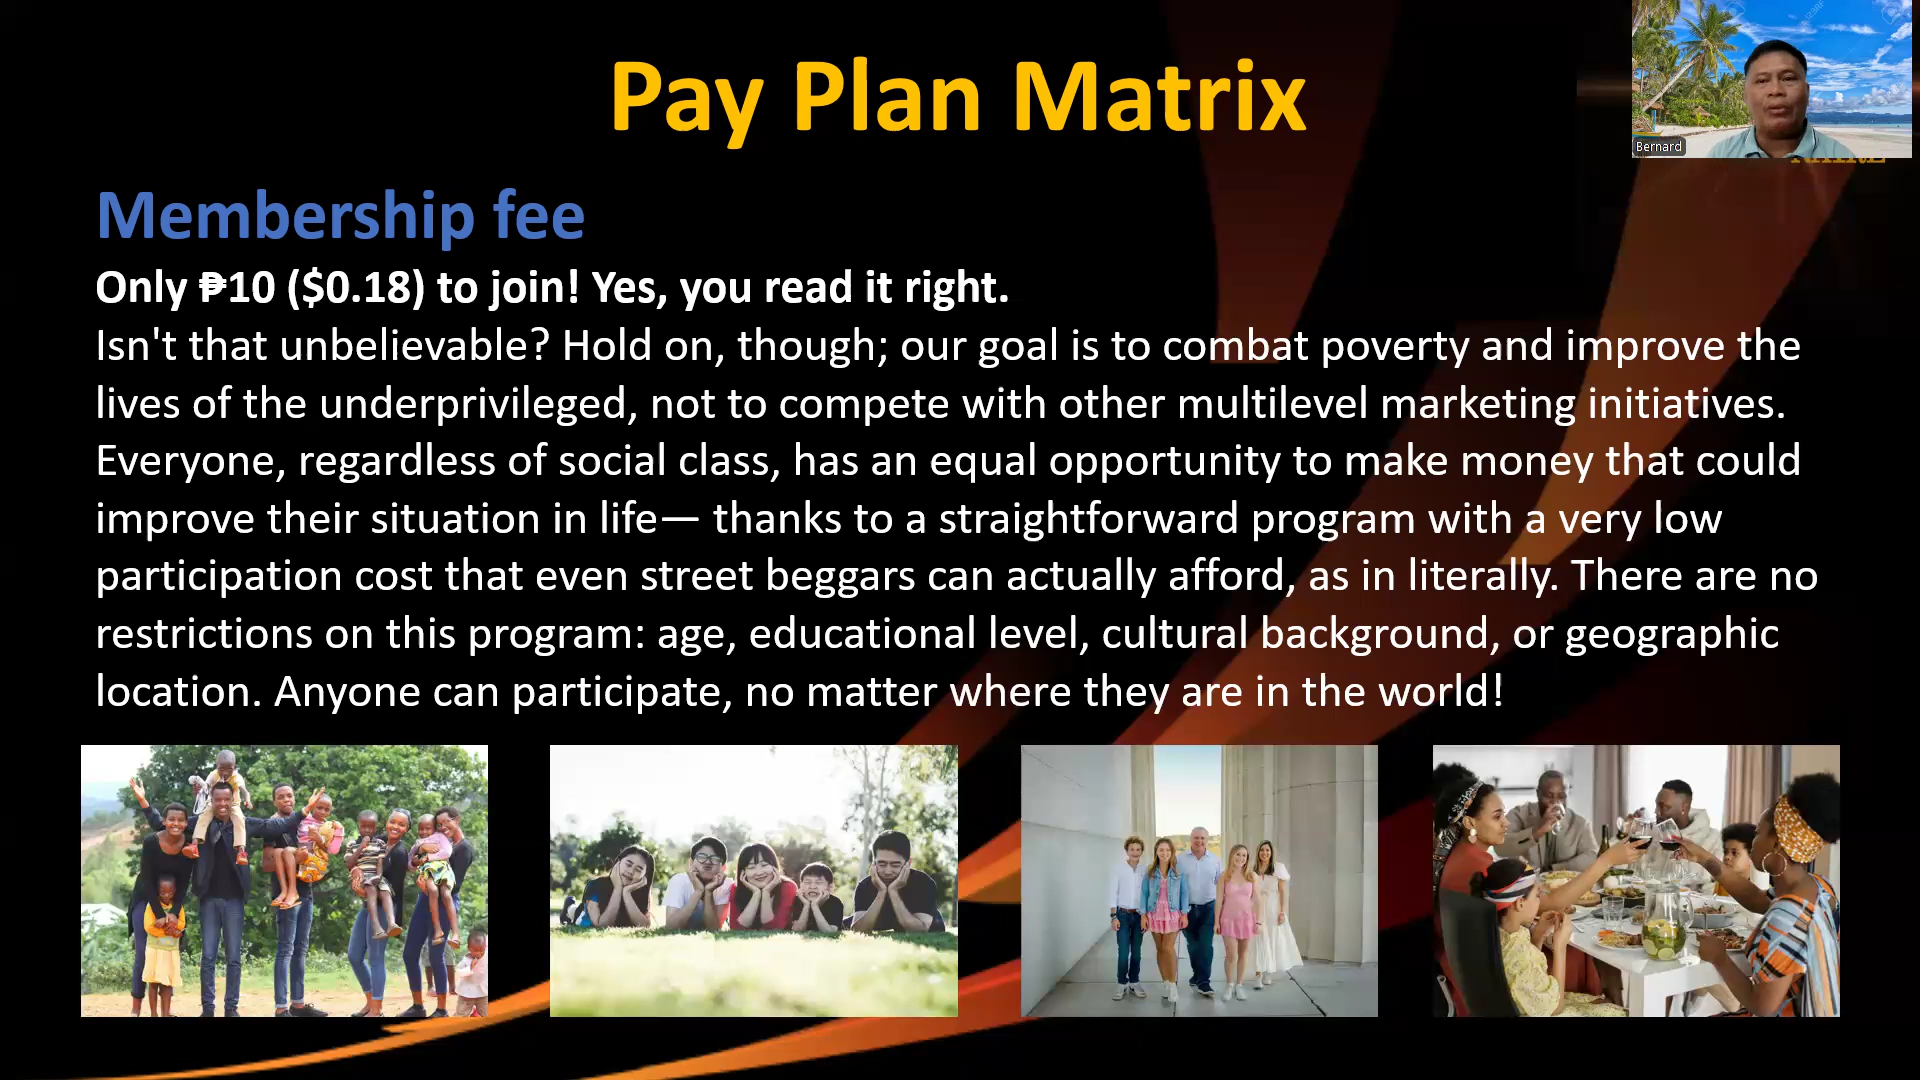 Pay Plan Matrix
Bernard
Membership fee
Only ₱10 ($0.18) to join! Yes, you read it right.
Isn't that unbelievable? Hold on, though; our goal is to combat poverty and improve the
lives of the underprivileged, not to compete with other multilevel marketing initiatives.
Everyone, regardless of social class, has an equal opportunity to make money that could
improve their situation in life— thanks to a straightforward program with a very low
participation cost that even street beggars can actually afford, as in literally. There are no
restrictions on this program: age, educational level, cultural background, or geographic
location. Anyone can participate, no matter where they are in the world!